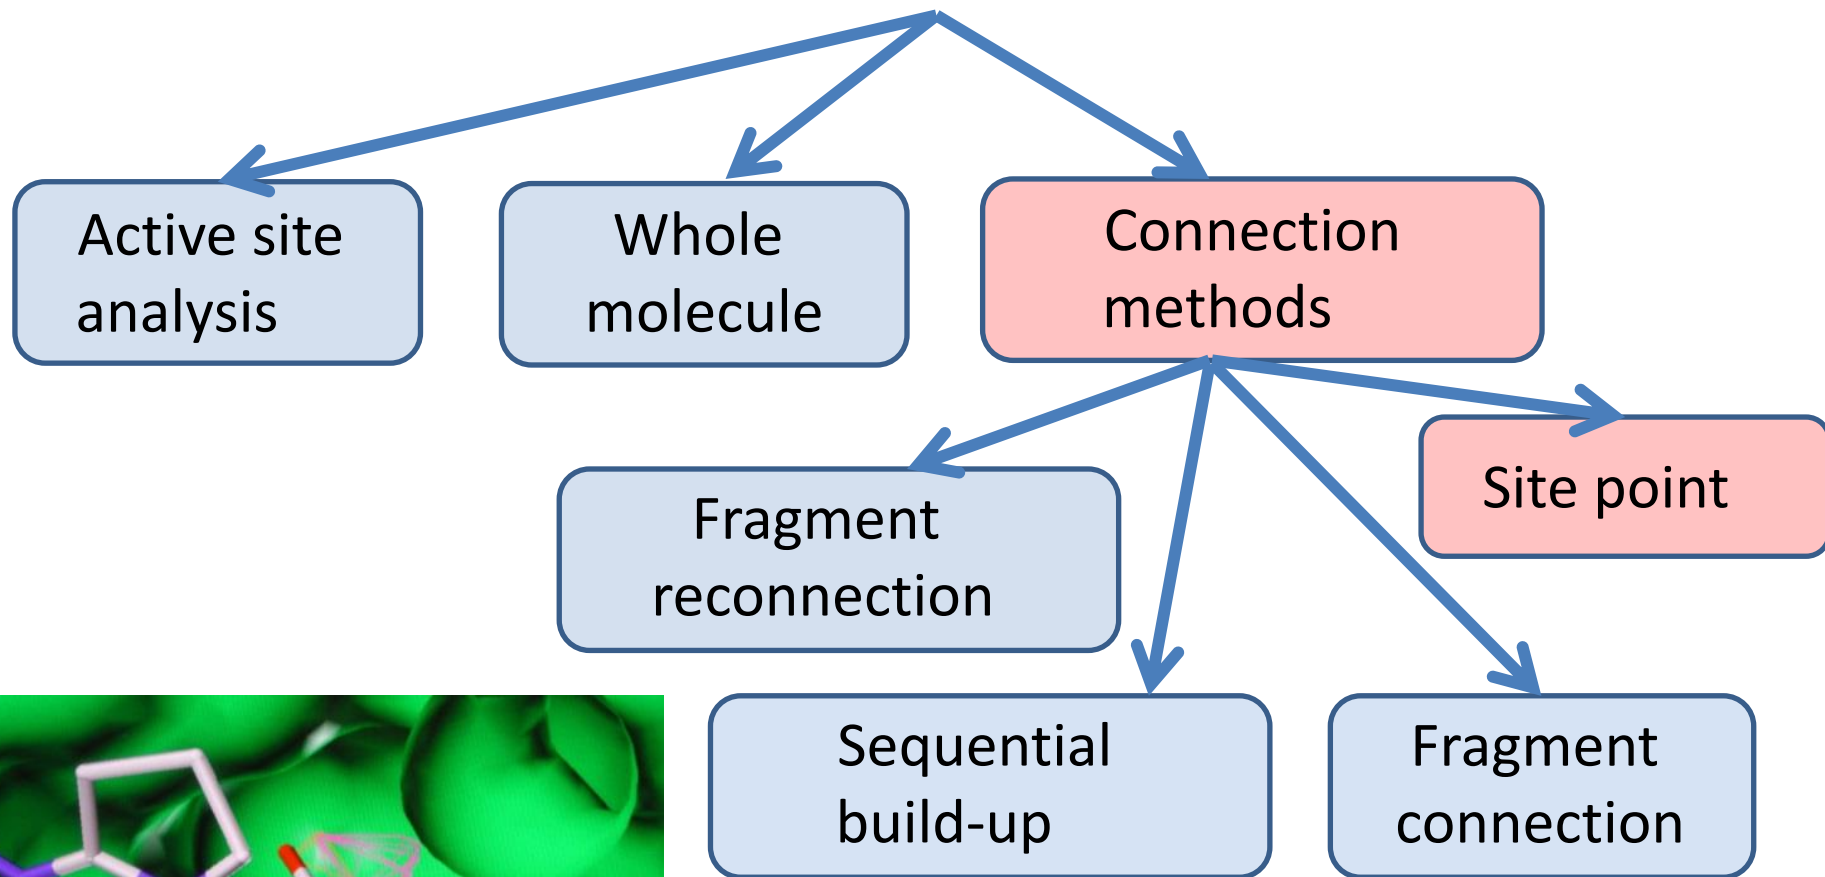 Active site
analysis
Whole
molecule
Connection
methods
Site point
Fragment
reconnection
Sequential
build-up
Fragment
connection